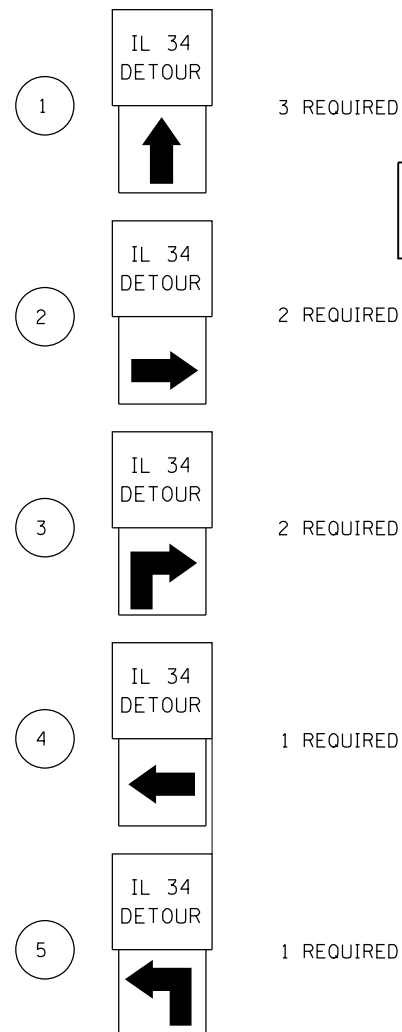 IL 34
DETOUR
1
3 REQUIRED
IL 34
DETOUR
2
2 REQUIRED
IL 34
DETOUR
3
2 REQUIRED
IL 34
DETOUR
4
1 REQUIRED
IL 34
DETOUR
5
1 REQUIRED